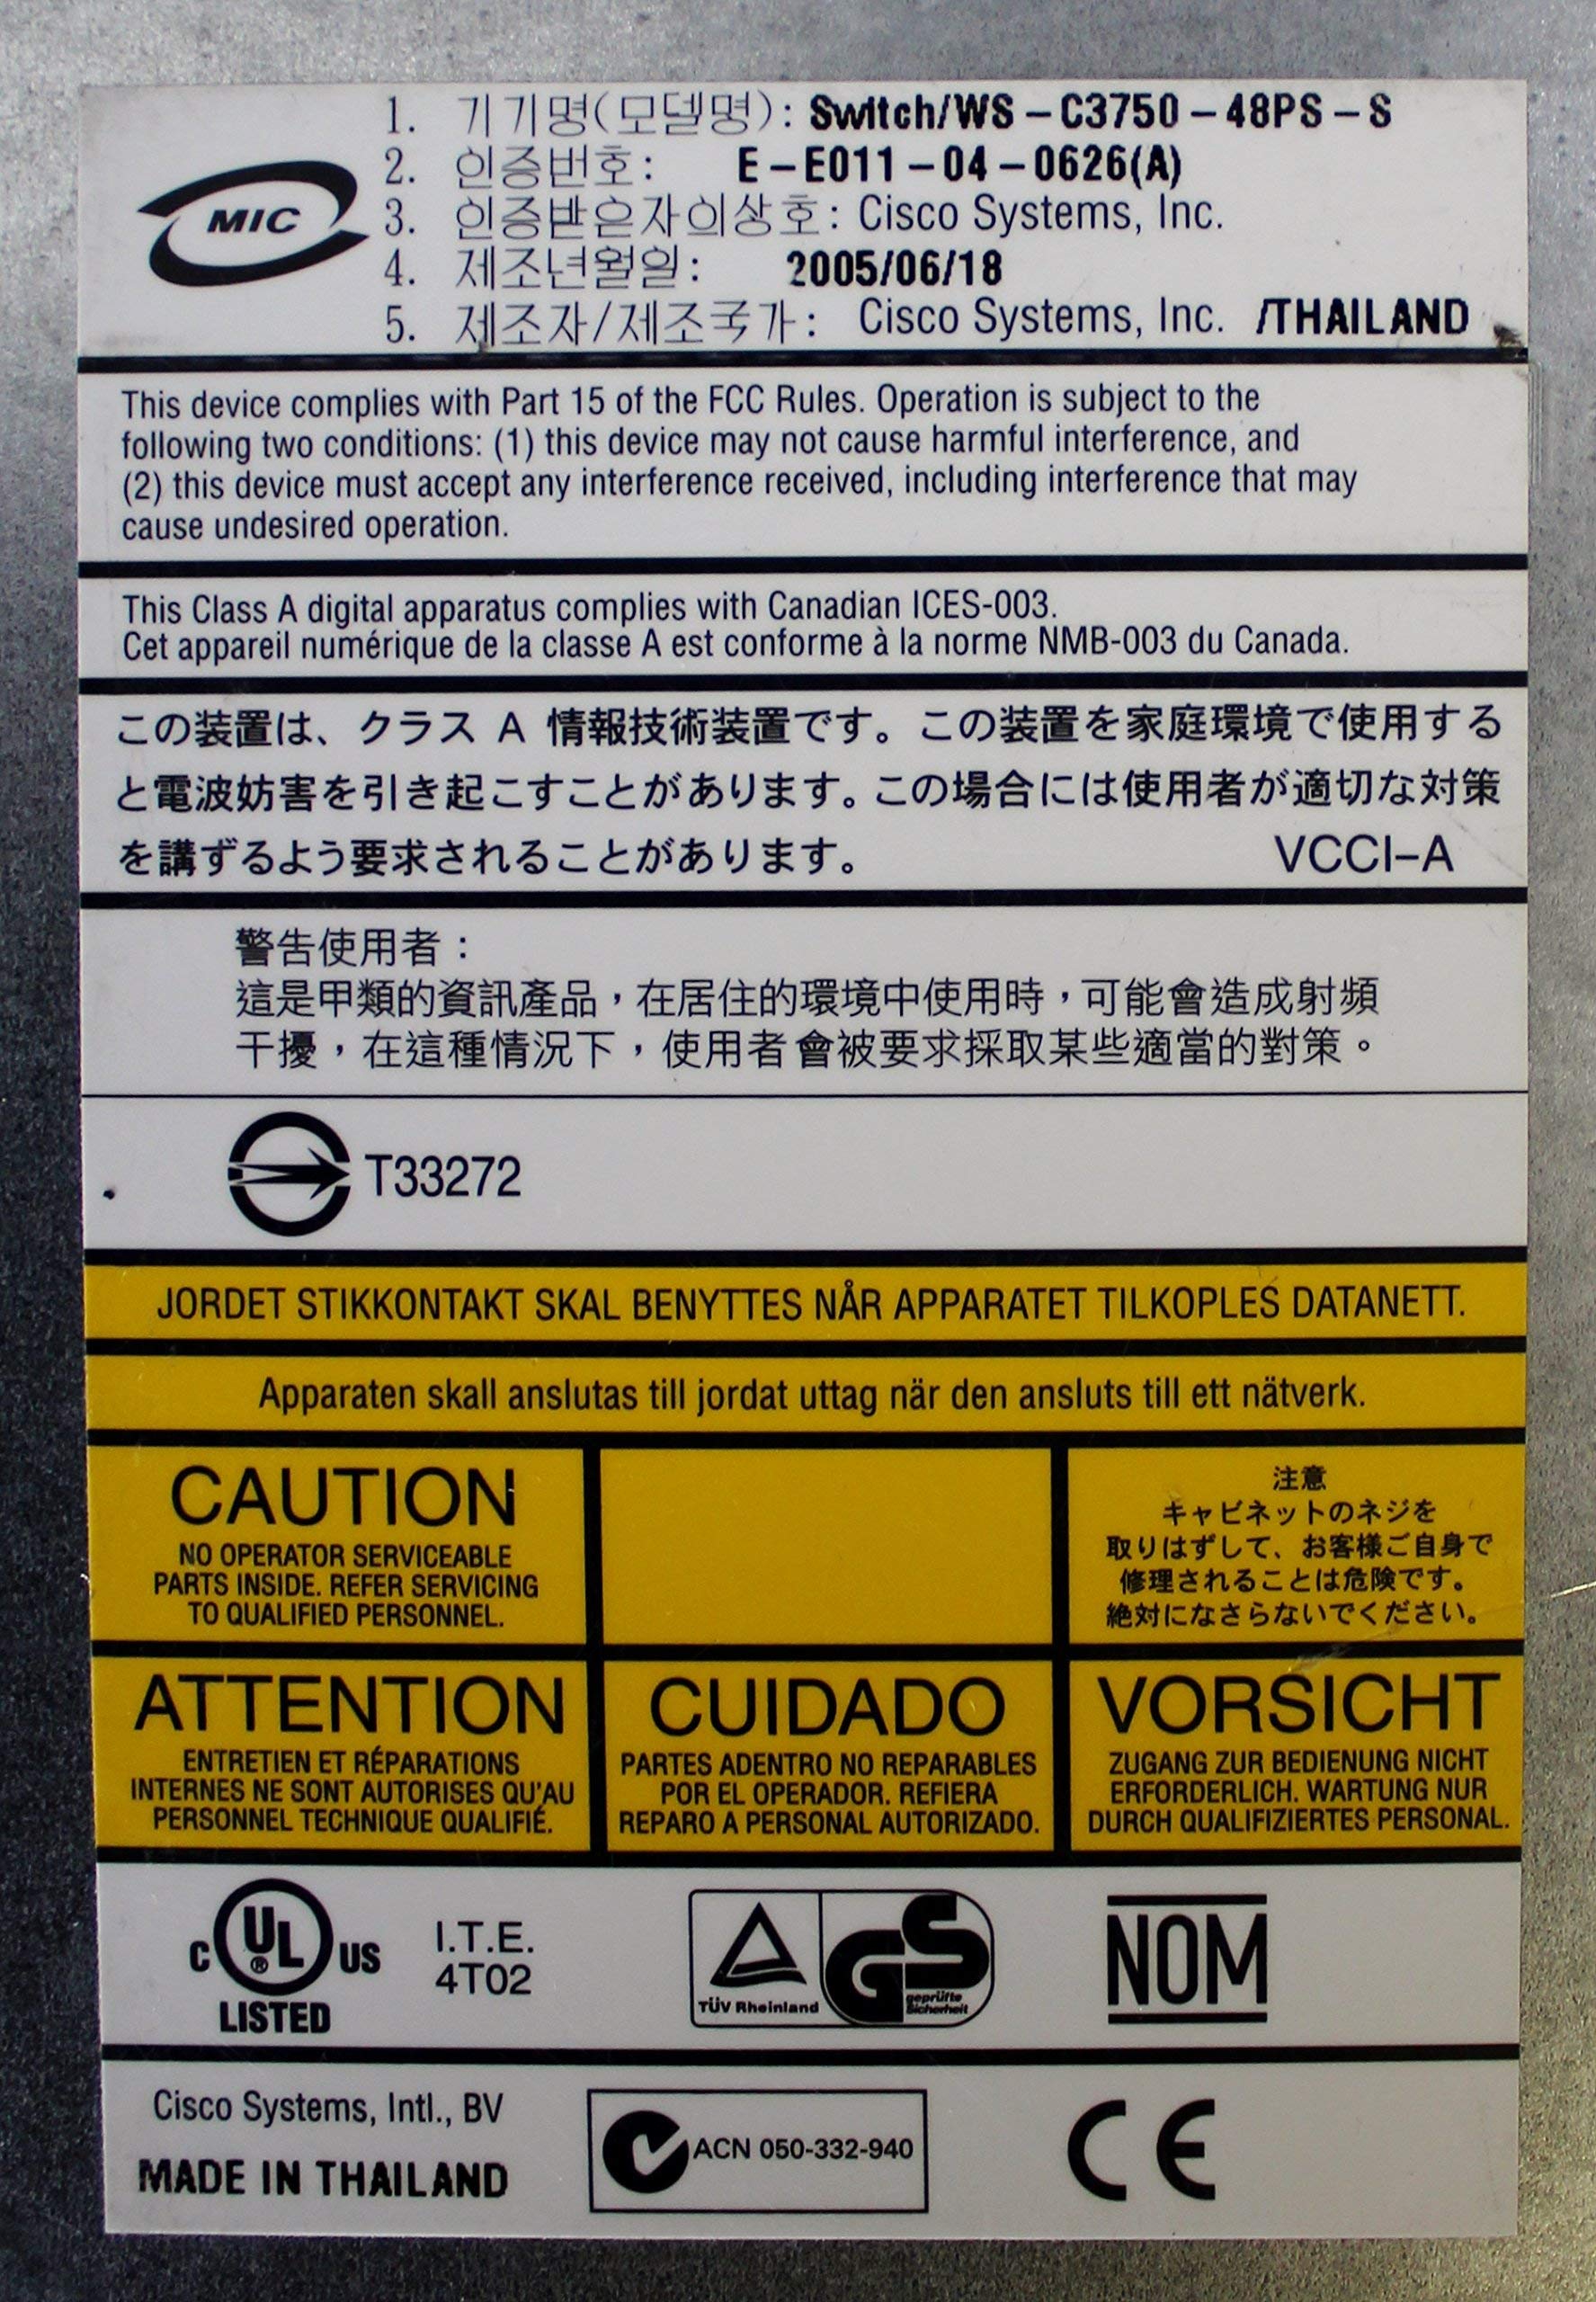 MIC
1. 기기명(모델명): Switch/WS-C3750-48PS-S
2. 인증번호: E-E011-04-0626(A)
3. 인증받은자의상호: Cisco Systems, Inc.
4. 제조년월일: 2005/06/18
5. 제조자/제조국가: Cisco Systems, Inc. /THAILAND
This device complies with Part 15 of the FCC Rules. Operation is subject to the
following two conditions: (1) this device may not cause harmful interference, and
(2) this device must accept any interference received, including interference that may
cause undesired operation.
This Class A digital apparatus complies with Canadian ICES-003.
Cet appareil numérique de la classe A est conforme à la norme NMB-003 du Canada.
この装置は、クラス A 情報技術装置です。この装置を家庭環境で使用する
と電波妨害を引き起こすことがあります。この場合には使用者が適切な対策
を講ずるよう要求されることがあります。 VCCI-A
警告使用者：
這是甲類的資訊產品，在居住的環境中使用時，可能會造成射頻
干擾，在這種情況下，使用者會被要求採取某些適當的對策。
T33272
JORDET STIKKONTAKT SKAL BENYTTES NÅR APPARATET TILKOPLES DATANETT.
Apparaten skall anslutas till jordat uttag när den ansluts till ett nätverk.
CAUTION
NO OPERATOR SERVICEABLE
PARTS INSIDE. REFER SERVICING
TO QUALIFIED PERSONNEL.
注意
キャビネットのネジを
取りはずして、お客様ご自身で
修理されることは危険です。
絶対になさらないでください。
ATTENTION
ENTRETIEN ET RÉPARATIONS
INTERNES NE SONT AUTORISES QU'AU
PERSONNEL TECHNIQUE QUALIFIÉ.
CUIDADO
PARTES ADENTRO NO REPARABLES
POR EL OPERADOR. REFIERA
REPARO A PERSONAL AUTORIZADO.
VORSICHT
ZUGANG ZUR BEDIENUNG NICHT
ERFORDERLICH. WARTUNG NUR
DURCH QUALIFIZIERTES PERSONAL.
C UL ® US
LISTED
I.T.E.
4T02
TÜV Rheinland
GS
geprüfte
Sicherheit
NOM
Cisco Systems, Intl., BV
MADE IN THAILAND
ACN 050-332-940
CE